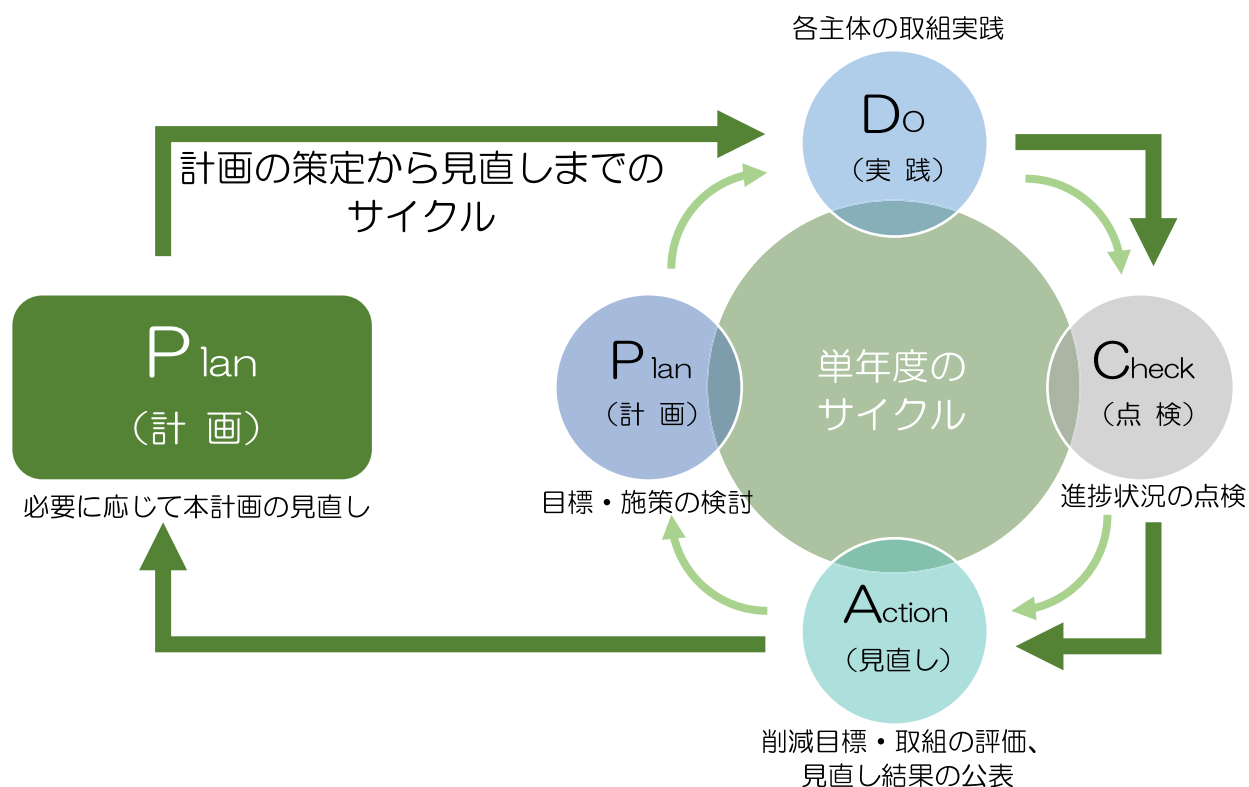 各主体の取組実践
Do
（実 践）
計画の策定から見直しまでの
サイクル
Plan
（計 画）
必要に応じて本計画の見直し
Plan
（計 画）
目標・施策の検討
単年度の
サイクル
Check
（点 検）
進捗状況の点検
Action
（見直し）
削減目標・取組の評価、
見直し結果の公表